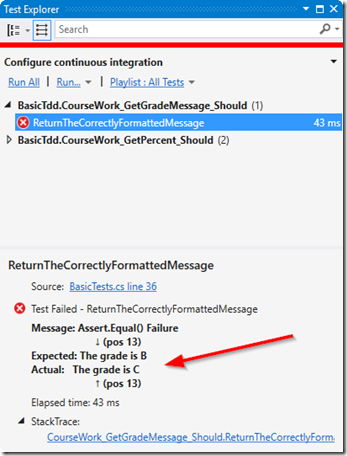 Test Explorer
Search
Configure continuous integration
Run All | Run... | Playlist : All Tests
BasicTdd.CourseWork_GetGradeMessage_Should (1)
ReturnTheCorrectlyFormattedMessage 43 ms
BasicTdd.CourseWork_GetPercent_Should (2)
ReturnTheCorrectlyFormattedMessage
Source: BasicTests.cs line 36
Test Failed - ReturnTheCorrectlyFormattedMessage
Message: Assert.Equal() Failure
↓ (pos 13)
Expected: The grade is B
Actual: The grade is C
↑ (pos 13)
Elapsed time: 43 ms
StackTrace:
CourseWork_GetGradeMessage_Should.ReturnTheCorrectlyForm